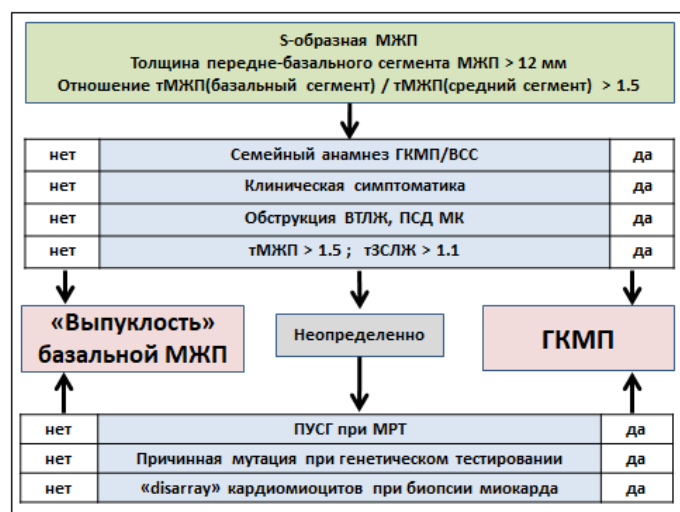 S-образная МЖП
Толщина передне-базального сегмента МЖП > 12 мм
Отношение тМЖП(базальный сегмент) / тМЖП(средний сегмент) > 1.5
нет Семейный анамнез ГКМП/ВСС да
нет Клиническая симптоматика да
нет Обструкция ВТЛЖ, ПСД МК да
нет тМЖП > 1.5 ; тЗСЛЖ > 1.1 да
«Выпуклость»
базальной МЖП
Неопределенно
ГКМП
нет ПУСГ при МРТ да
нет Причинная мутация при генетическом тестировании да
нет «disarray» кардиомиоцитов при биопсии миокарда да